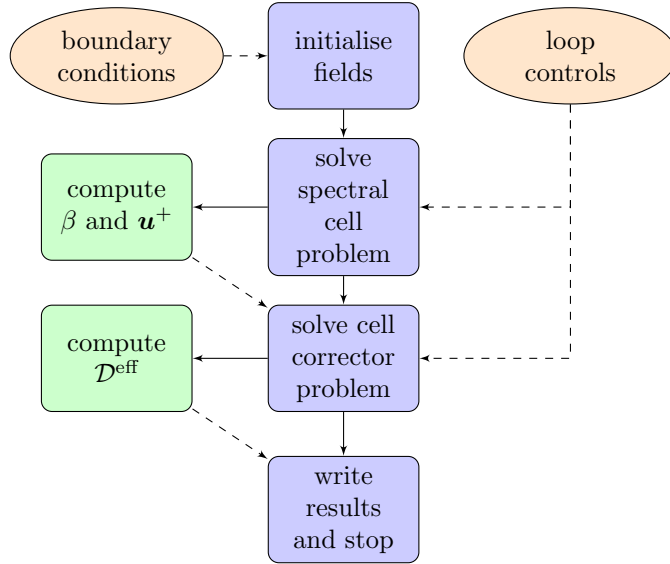 boundary
conditions
initialise
fields
loop
controls
solve
spectral
cell
problem
compute
β and u⁺
solve cell
corrector
problem
compute
𝒟ᵉᶠᶠ
write
results
and stop